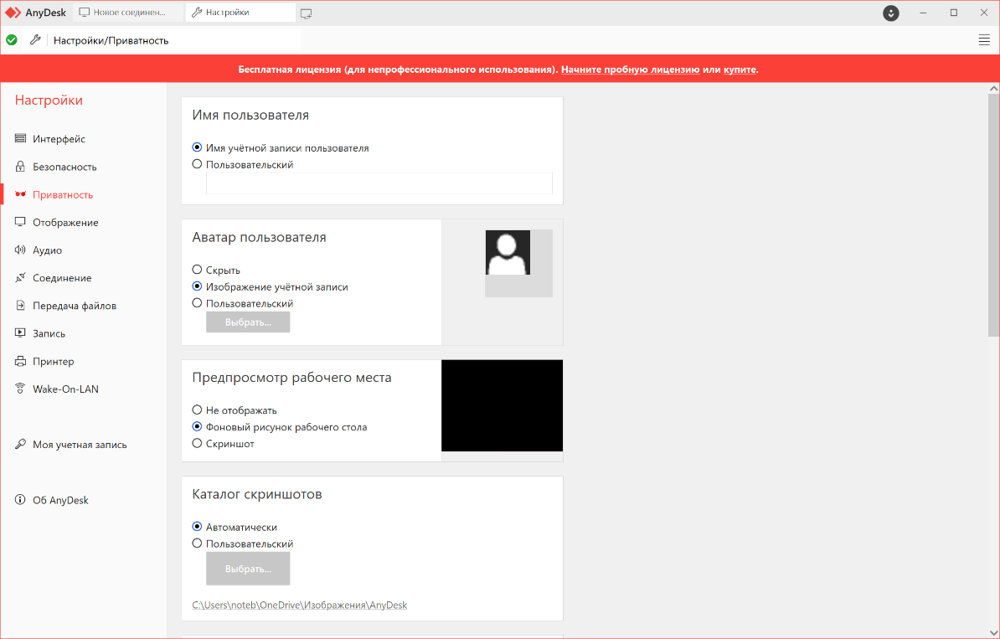 AnyDesk
Новое соединен...
Настройки
Настройки/Приватность
Бесплатная лицензия (для непрофессионального использования). Начните пробную лицензию или купите.
Настройки
Интерфейс
Безопасность
Приватность
Отображение
Аудио
Соединение
Передача файлов
Запись
Принтер
Wake-On-LAN
Моя учетная запись
Об AnyDesk
Имя пользователя
Имя учётной записи пользователя
Пользовательский
Аватар пользователя
Скрыть
Изображение учётной записи
Пользовательский
Выбрать...
Предпросмотр рабочего места
Не отображать
Фоновый рисунок рабочего стола
Скриншот
Каталог скриншотов
Автоматически
Пользовательский
Выбрать...
C:\Users\noteb\OneDrive\Изображения\AnyDesk